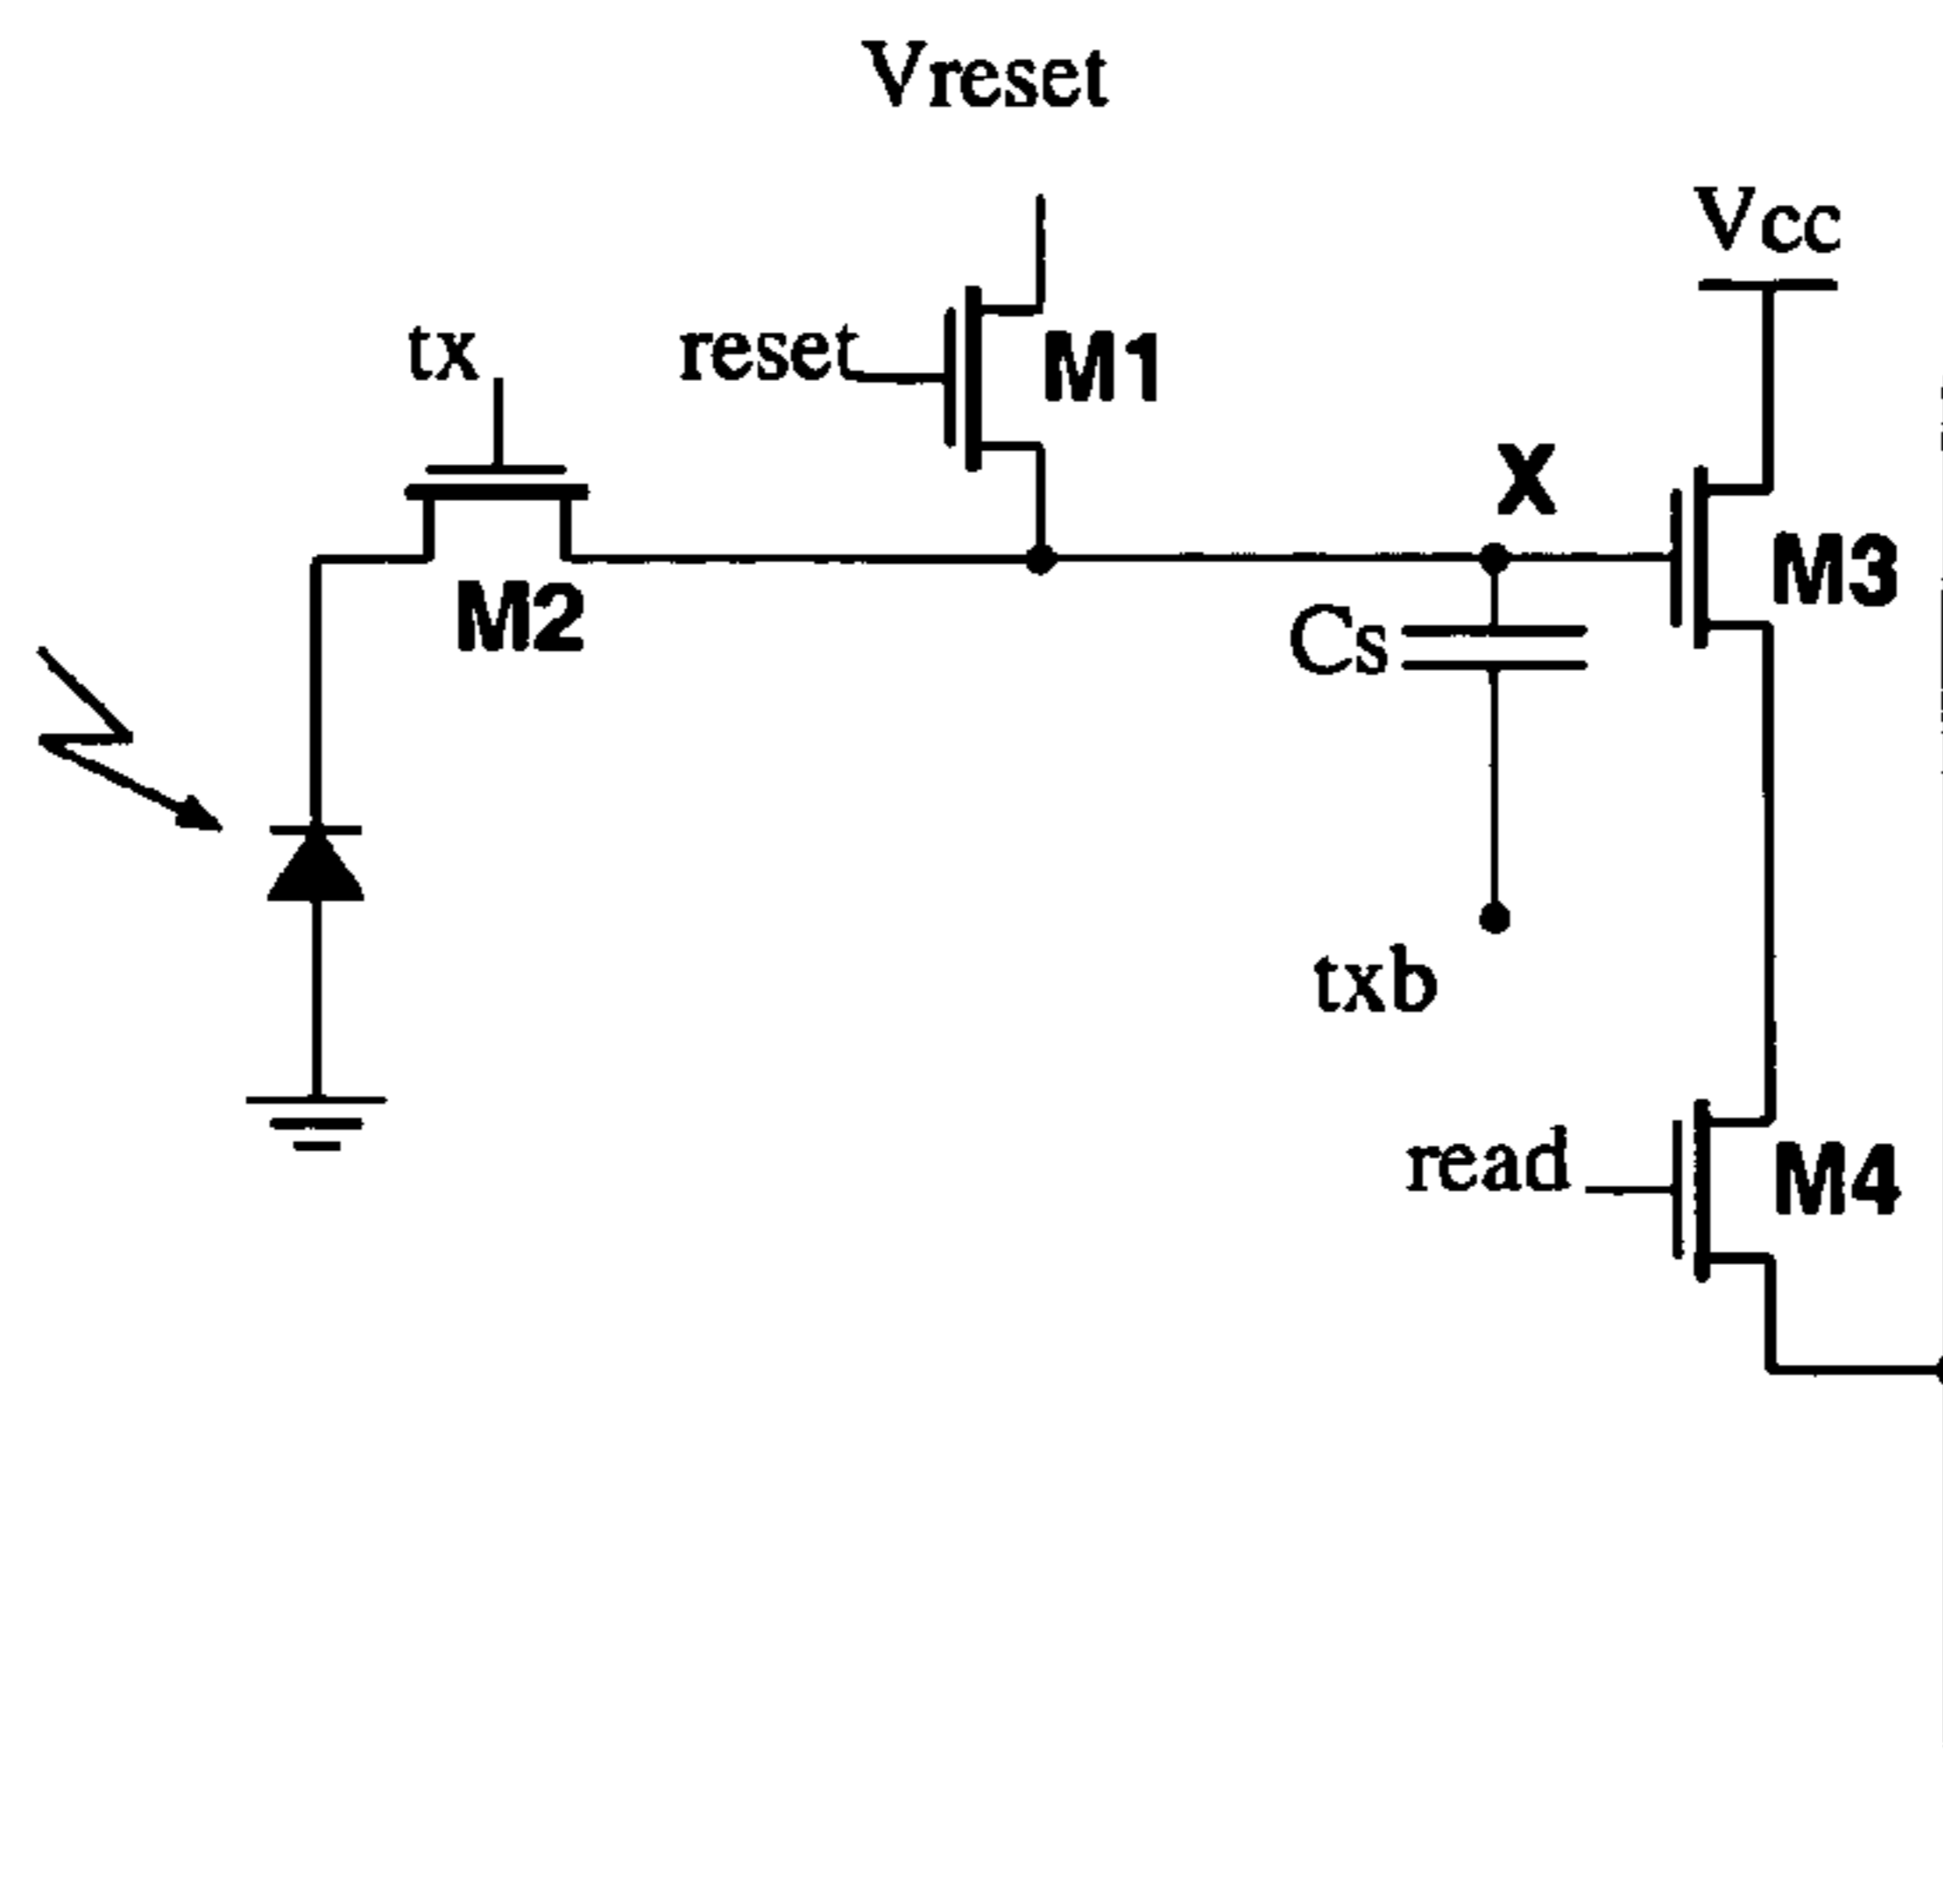 Vreset
Vcc
tx
reset
M1
X
M3
M2
Cs
txb
read
M4